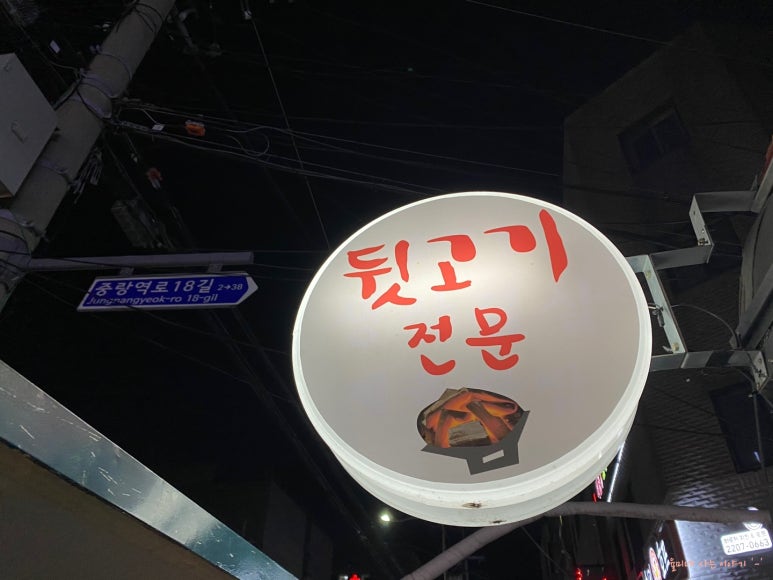 뒷고기
전문
중랑역로18길 2→38
Jungnangyeok-ro 18-gil
2207-0663